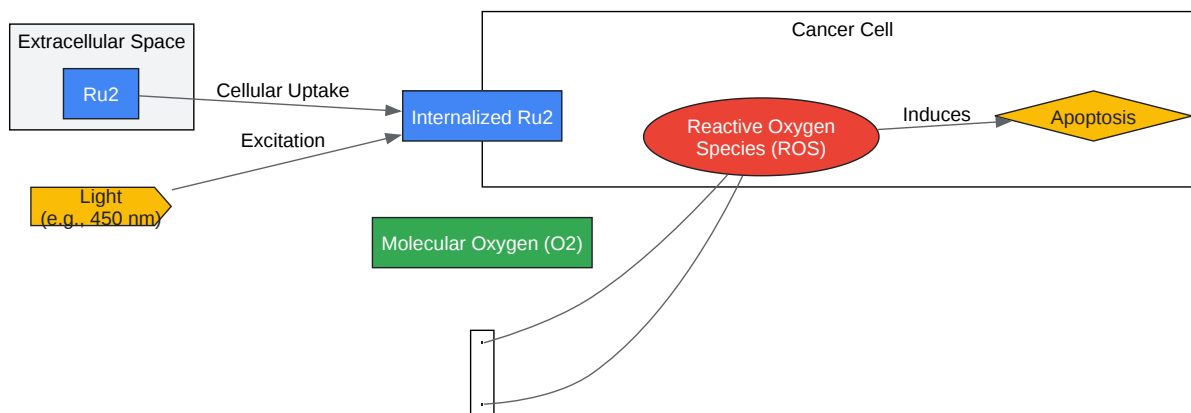 Extracellular Space
Cancer Cell
Ru2
Cellular Uptake
Internalized Ru2
Excitation
Light
(e.g., 450 nm)
Molecular Oxygen (O2)
Reactive Oxygen
Species (ROS)
Induces
Apoptosis